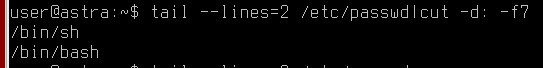 user@astra:~$ tail --lines=2 /etc/passwd|cut -d: -f7
/bin/sh
/bin/bash